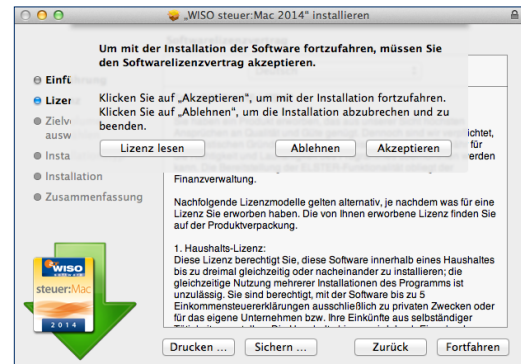 „WISO steuer:Mac 2014“ installieren
Um mit der Installation der Software fortzufahren, müssen Sie
den Softwarelizenzvertrag akzeptieren.
Klicken Sie auf „Akzeptieren“, um mit der Installation fortzufahren.
Klicken Sie auf „Ablehnen“, um die Installation abzubrechen und zu
beenden.
Lizenz lesen
Ablehnen
Akzeptieren
Einfü
Lizen
Zielv
ausw
Insta
Installation
Zusammenfassung
Finanzverwaltung.
Nachfolgende Lizenzmodelle gelten alternativ, je nachdem was für eine
Lizenz Sie erworben haben. Die von Ihnen erworbene Lizenz finden Sie
auf der Produktverpackung.
1. Haushalts-Lizenz:
Diese Lizenz berechtigt Sie, diese Software innerhalb eines Haushaltes
bis zu dreimal gleichzeitig oder nacheinander zu installieren; die
gleichzeitige Nutzung mehrerer Installationen des Programms ist
unzulässig. Sie sind berechtigt, mit der Software bis zu 5
Einkommensteuererklärungen ausschließlich zu privaten Zwecken oder
für das eigene Unternehmen bzw. Ihre Einkünfte aus selbständiger
WISO
steuer:Mac
2014
Drucken ...
Sichern ...
Zurück
Fortfahren